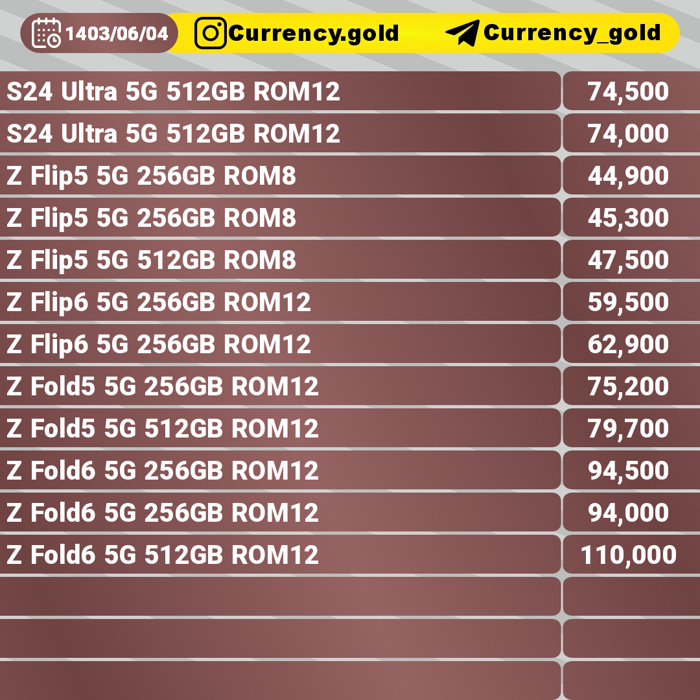 1403/06/04 Currency.gold Currency_gold
S24 Ultra 5G 512GB ROM12 74,500
S24 Ultra 5G 512GB ROM12 74,000
Z Flip5 5G 256GB ROM8 44,900
Z Flip5 5G 256GB ROM8 45,300
Z Flip5 5G 512GB ROM8 47,500
Z Flip6 5G 256GB ROM12 59,500
Z Flip6 5G 256GB ROM12 62,900
Z Fold5 5G 256GB ROM12 75,200
Z Fold5 5G 512GB ROM12 79,700
Z Fold6 5G 256GB ROM12 94,500
Z Fold6 5G 256GB ROM12 94,000
Z Fold6 5G 512GB ROM12 110,000